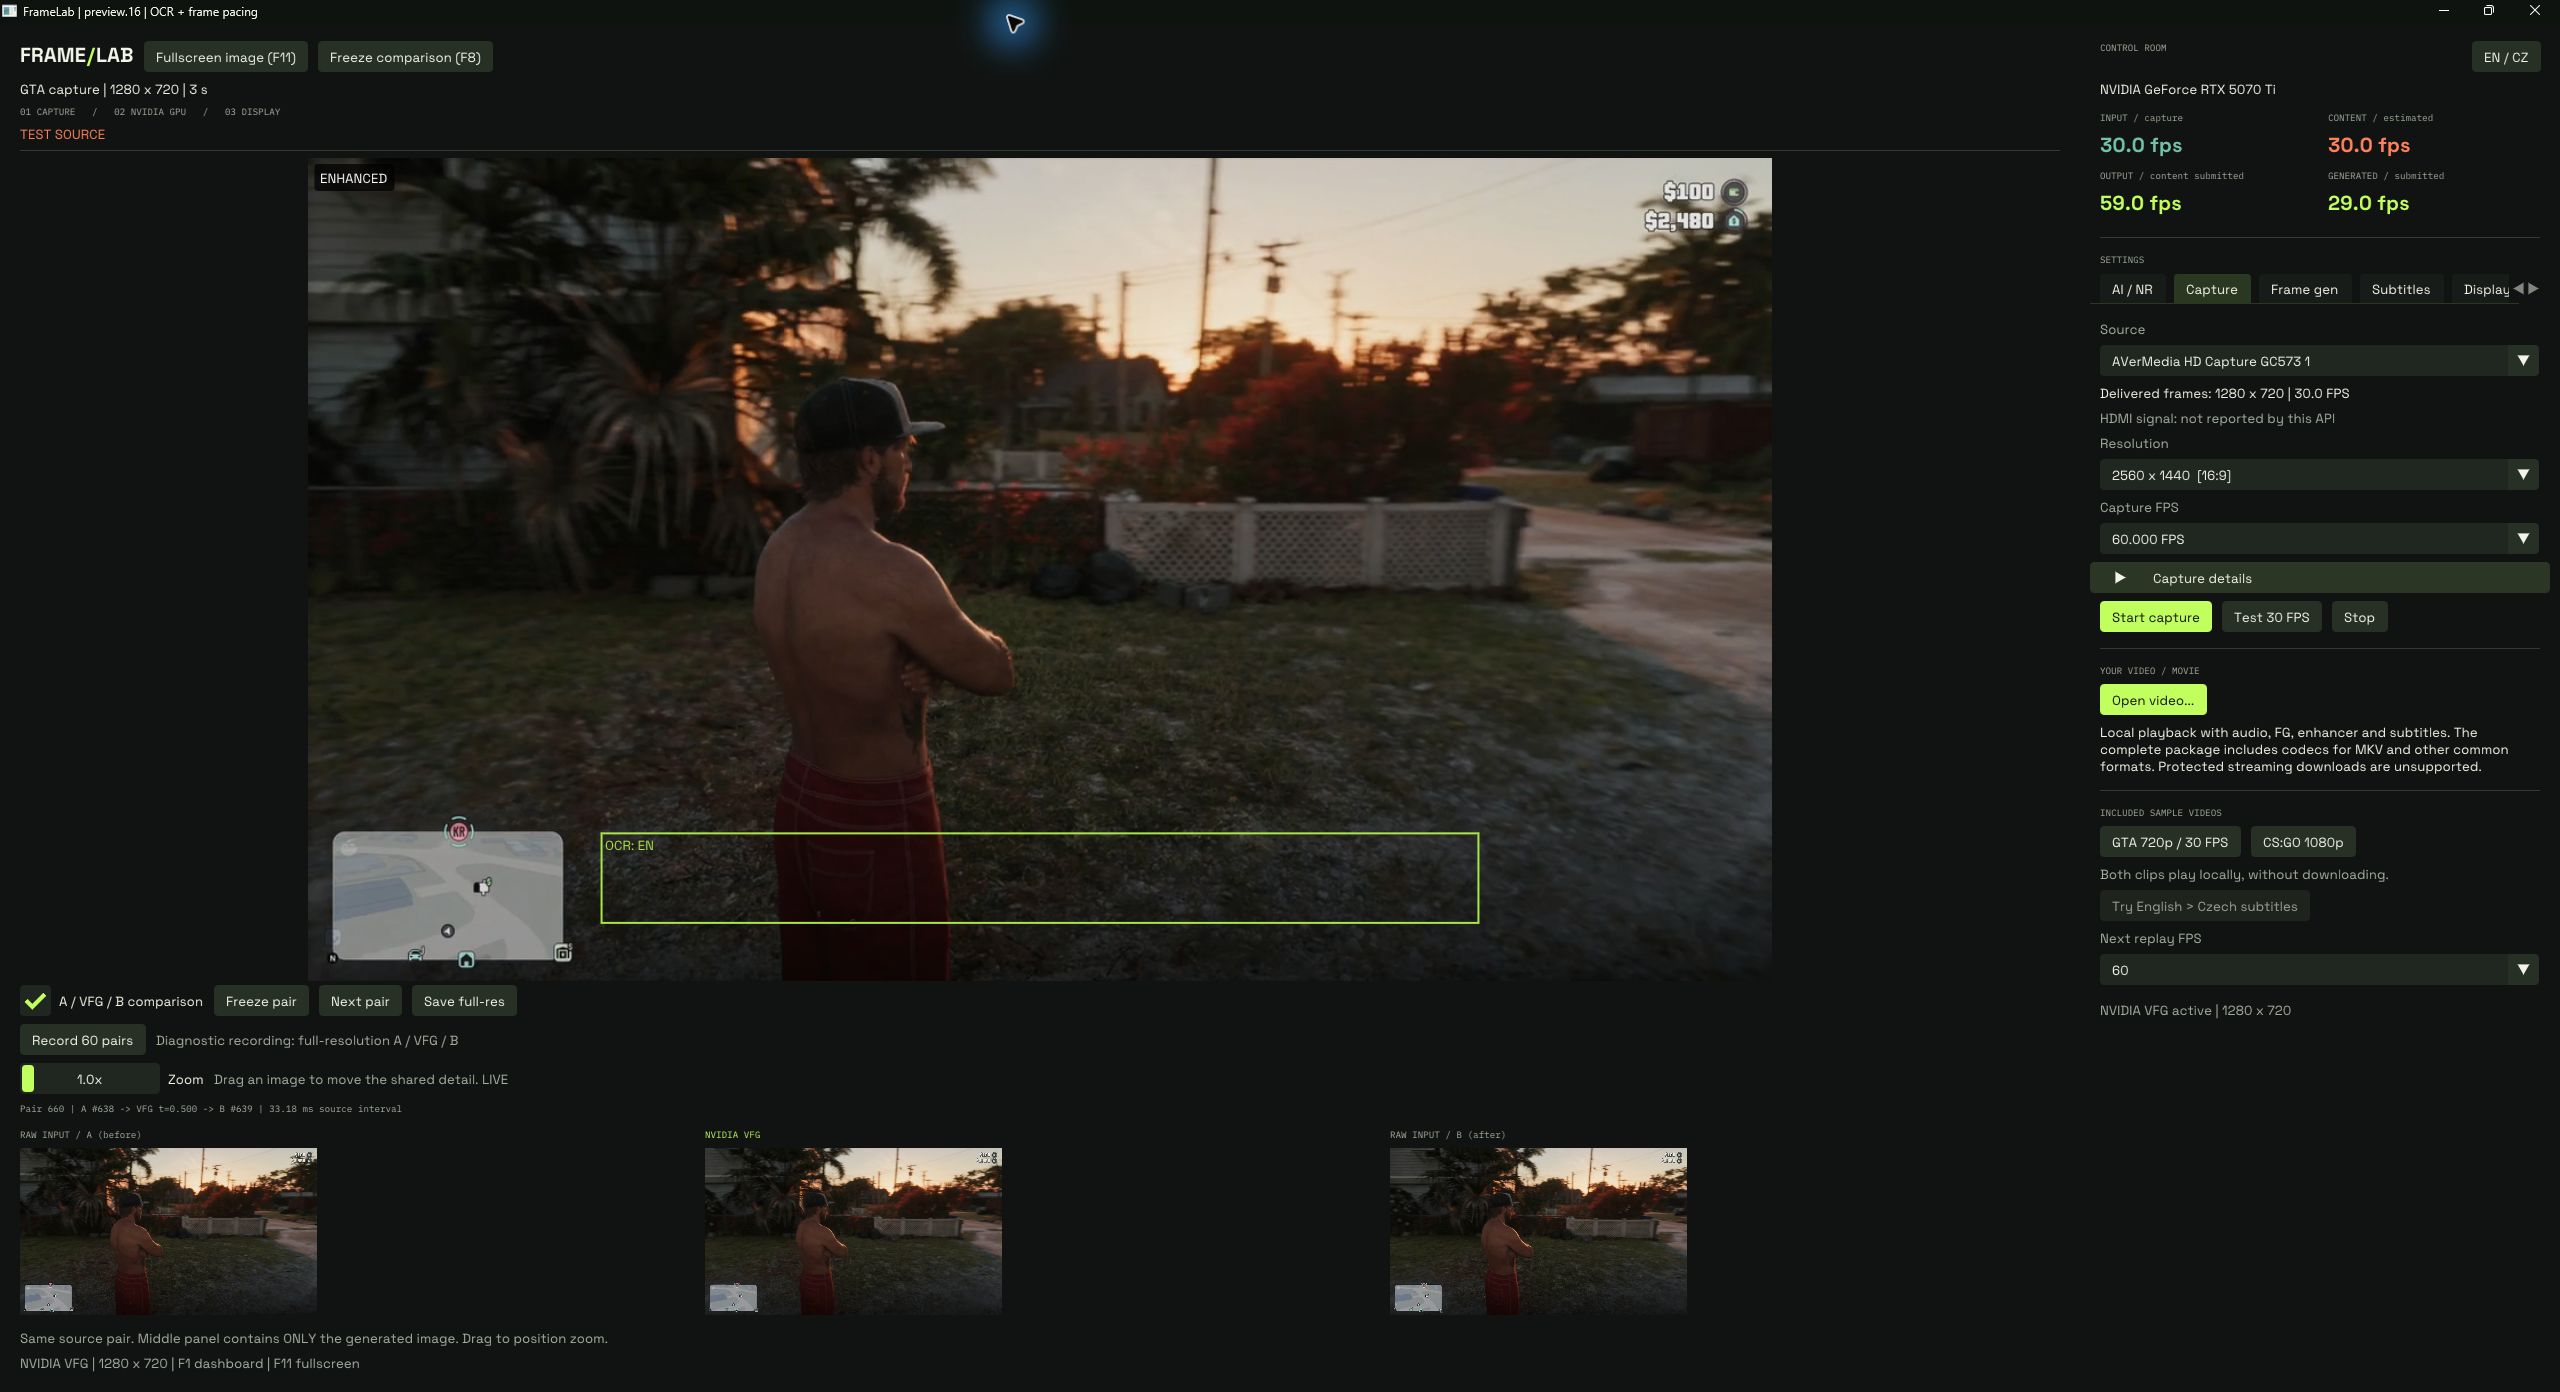 FrameLab | preview.16 | OCR + frame pacing
FRAME/LAB
Fullscreen image (F11)
Freeze comparison (F8)
GTA capture | 1280 x 720 | 3 s
01 CAPTURE / 02 NVIDIA GPU / 03 DISPLAY
TEST SOURCE
ENHANCED
$100
$2,480
KR
OCR: EN
N
A / VFG / B comparison
Freeze pair
Next pair
Save full-res
Record 60 pairs
Diagnostic recording: full-resolution A / VFG / B
1.0x
Zoom
Drag an image to move the shared detail. LIVE
Pair 660 | A #638 -> VFG t=0.500 -> B #639 | 33.18 ms source interval
RAW INPUT / A (before)
NVIDIA VFG
RAW INPUT / B (after)
Same source pair. Middle panel contains ONLY the generated image. Drag to position zoom.
NVIDIA VFG | 1280 x 720 | F1 dashboard | F11 fullscreen
CONTROL ROOM
EN / CZ
NVIDIA GeForce RTX 5070 Ti
INPUT / capture
CONTENT / estimated
30.0 fps
30.0 fps
OUTPUT / content submitted
GENERATED / submitted
59.0 fps
29.0 fps
SETTINGS
AI / NR
Capture
Frame gen
Subtitles
Display
Source
AVerMedia HD Capture GC573 1
Delivered frames: 1280 x 720 | 30.0 FPS
HDMI signal: not reported by this API
Resolution
2560 x 1440 [16:9]
Capture FPS
60.000 FPS
Capture details
Start capture
Test 30 FPS
Stop
YOUR VIDEO / MOVIE
Open video...
Local playback with audio, FG, enhancer and subtitles. The
complete package includes codecs for MKV and other common
formats. Protected streaming downloads are unsupported.
INCLUDED SAMPLE VIDEOS
GTA 720p / 30 FPS
CS:GO 1080p
Both clips play locally, without downloading.
Try English > Czech subtitles
Next replay FPS
60
NVIDIA VFG active | 1280 x 720